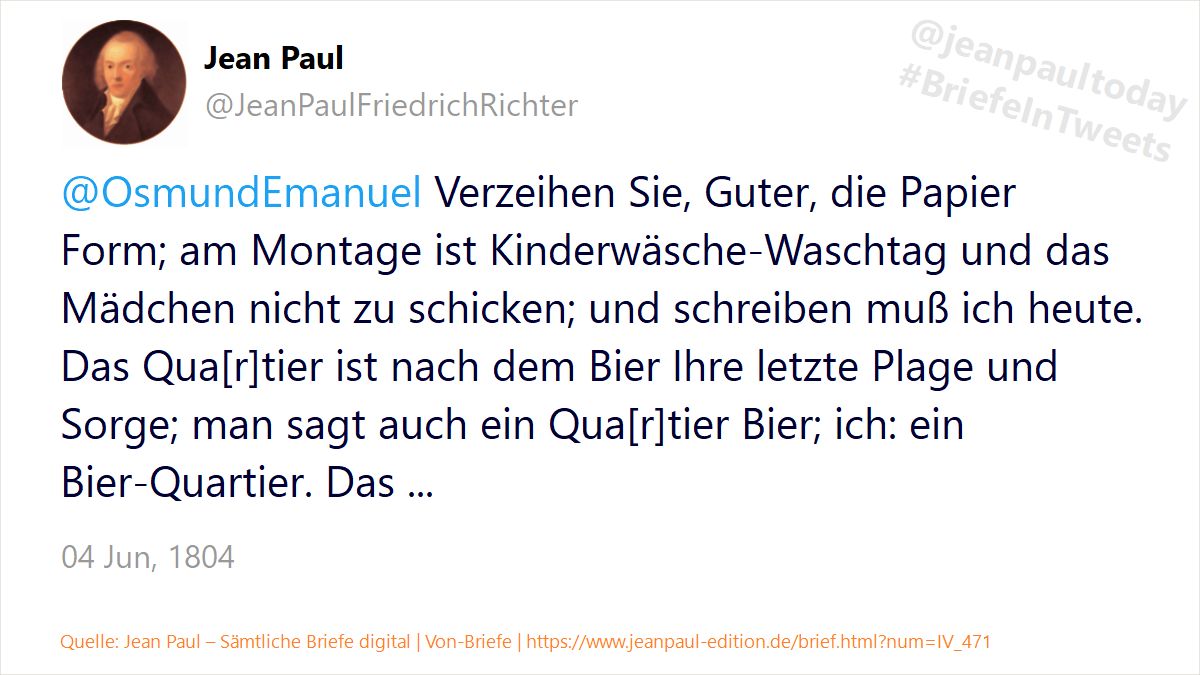 Jean Paul
@JeanPaulFriedrichRichter
@jeanpaultoday
#BriefeInTweets
@OsmundEmanuel Verzeihen Sie, Guter, die Papier
Form; am Montage ist Kinderwäsche-Waschtag und das
Mädchen nicht zu schicken; und schreiben muß ich heute.
Das Qua[r]tier ist nach dem Bier Ihre letzte Plage und
Sorge; man sagt auch ein Qua[r]tier Bier; ich: ein
Bier-Quartier. Das ...
04 Jun, 1804
Quelle: Jean Paul – Sämtliche Briefe digital | Von-Briefe | https://www.jeanpaul-edition.de/brief.html?num=IV_471